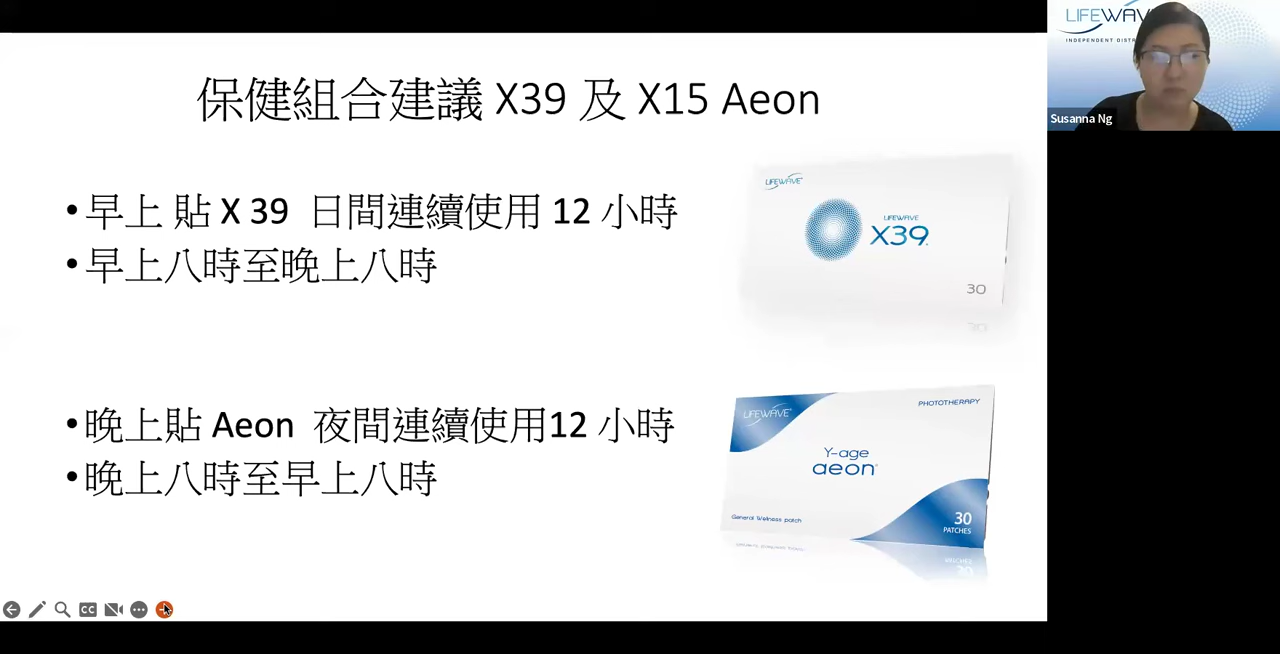 保健組合建議 X39 及 X15 Aeon
• 早上 貼 X 39 日間連續使用 12 小時
• 早上八時至晚上八時
• 晚上貼 Aeon 夜間連續使用12 小時
• 晚上八時至早上八時
LIFEWAVE
LIFEWAVE
X39
30
LIFEWAVE
PHOTOTHERAPY
Y-age
aeon
General Wellness patch
30
PATCHES
CC
LIFEWAV
INDEPENDENT DISTR
Susanna Ng